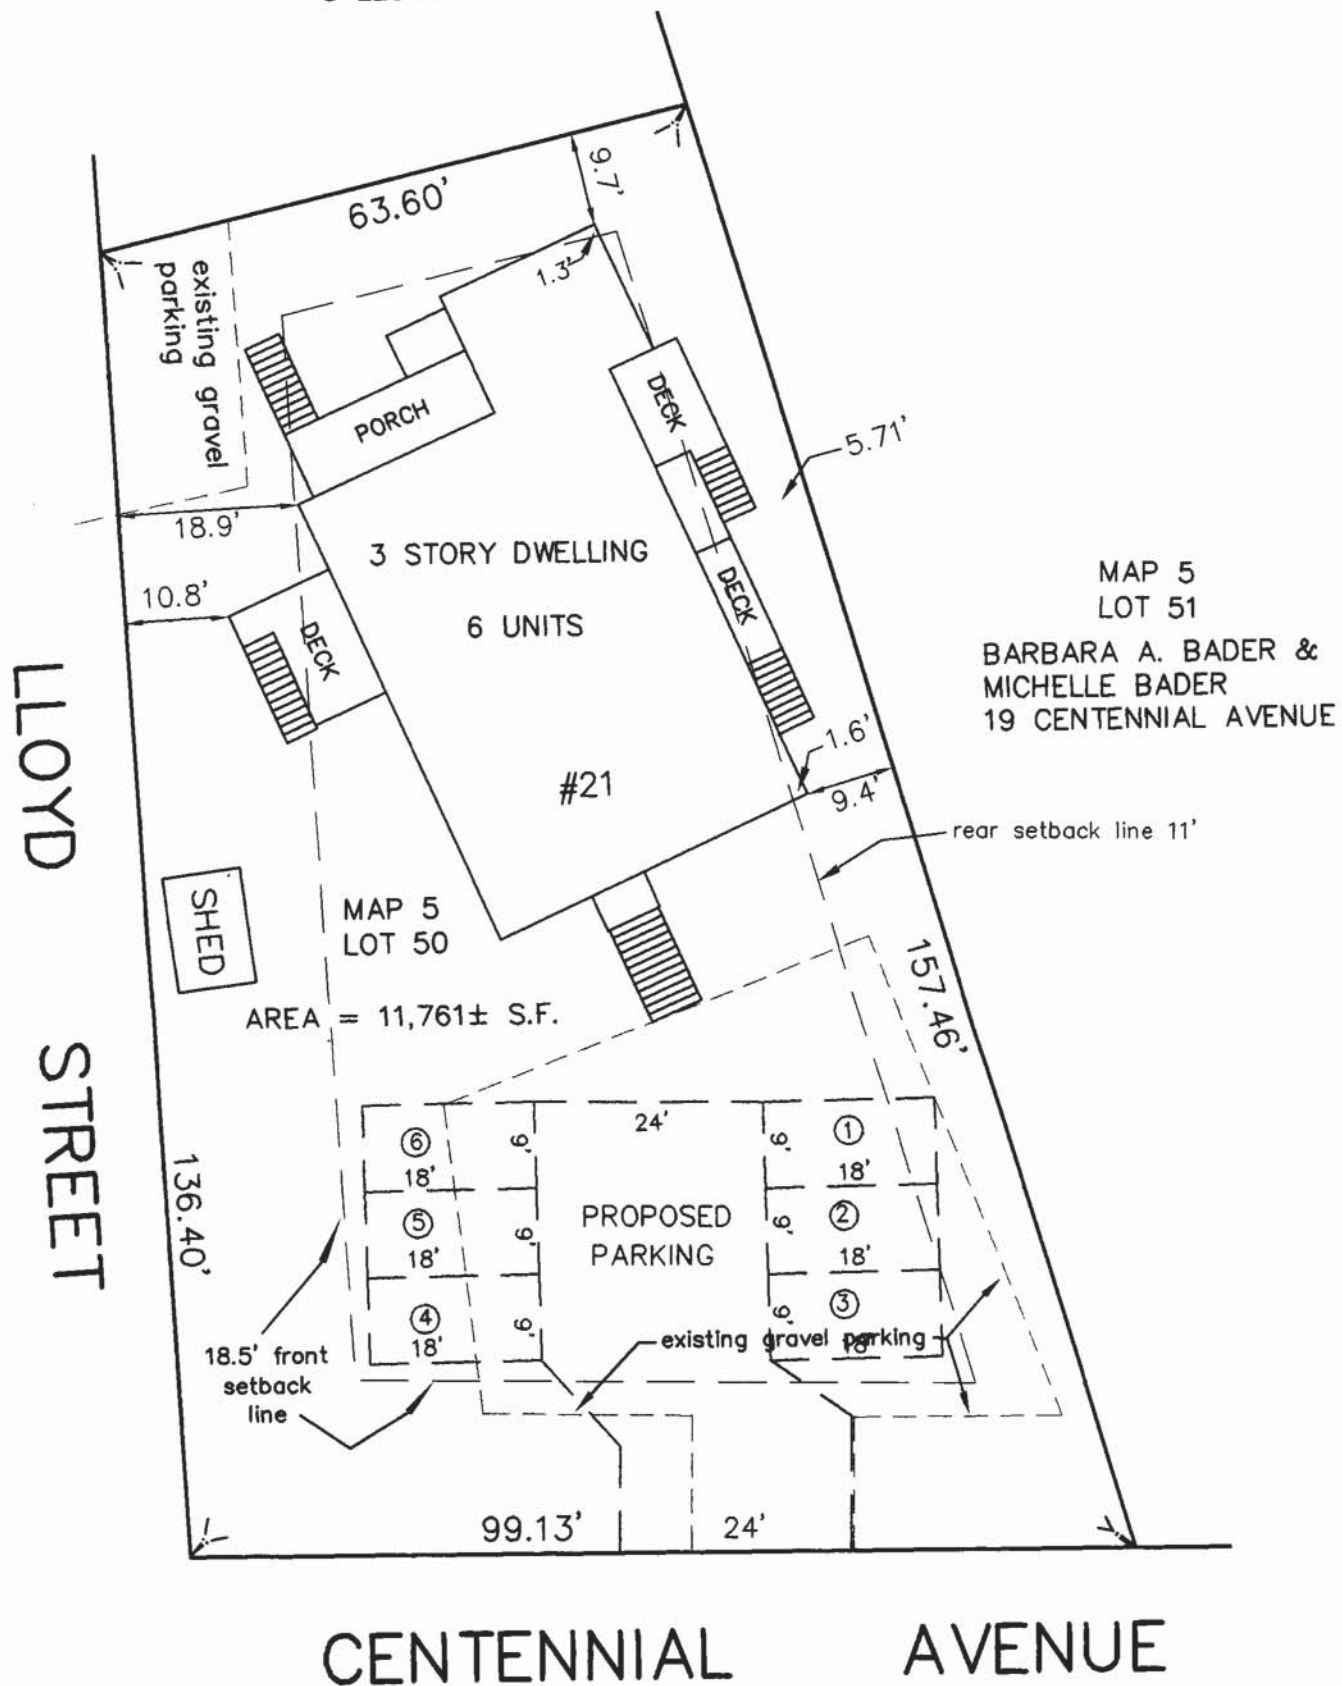 63.60'
9.7'
1.3'
existing gravel
parking
PORCH
DECK
5.71'
18.9'
3 STORY DWELLING
6 UNITS
10.8'
DECK
DECK
MAP 5
LOT 51
BARBARA A. BADER &
MICHELLE BADER
19 CENTENNIAL AVENUE
1.6'
9.4'
#21
rear setback line 11'
LLOYD STREET
SHED
MAP 5
LOT 50
AREA = 11,761± S.F.
157.46'
136.40'
6
18'
9'
24'
9'
1
18'
5
18'
9'
PROPOSED
PARKING
9'
2
18'
4
18'
9'
9'
3
18'
existing gravel parking
18.5' front
setback
line
99.13'
24'
CENTENNIAL AVENUE